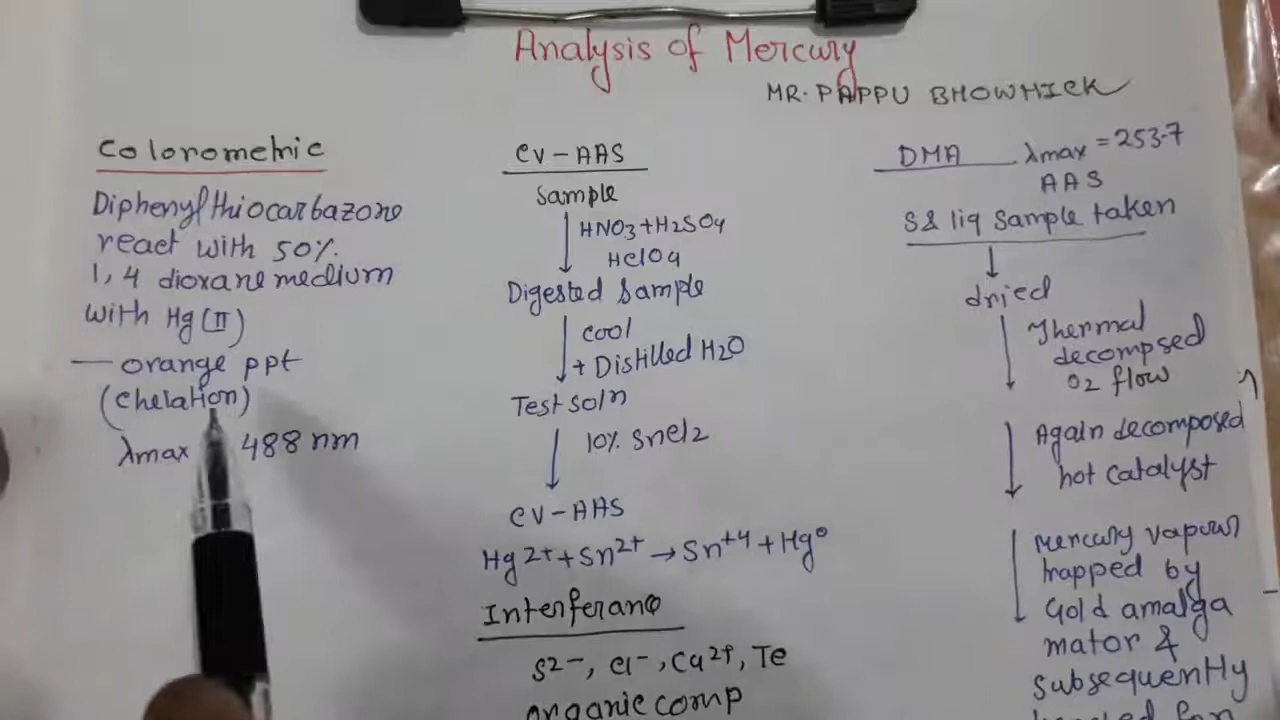 Analysis of Mercury
MR. PAPPU BHOWMICK
Colorometric
Diphenylthiocarbazone
react with 50%.
1, 4 dioxane medium
with Hg(II)
— orange ppt
(chelation)
λmax 488 nm
CV-AAS
Sample
HNO3+H2SO4
HClO4
Digested Sample
Cool
+ Distilled H2O
Test soln
10% SnCl2
CV-AAS
Hg2+ + Sn2+ → Sn+4 + Hg°
Interferanc
S2-, Cl-, Cu2+, Te
organic comp
DMA λmax = 253.7
AAS
S & liq sample taken
dried
Thermal
decompsed
O2 flow
Again decomposed
hot catalyst
Mercury vapour
trapped by
Gold amalga
mator &
subsequently